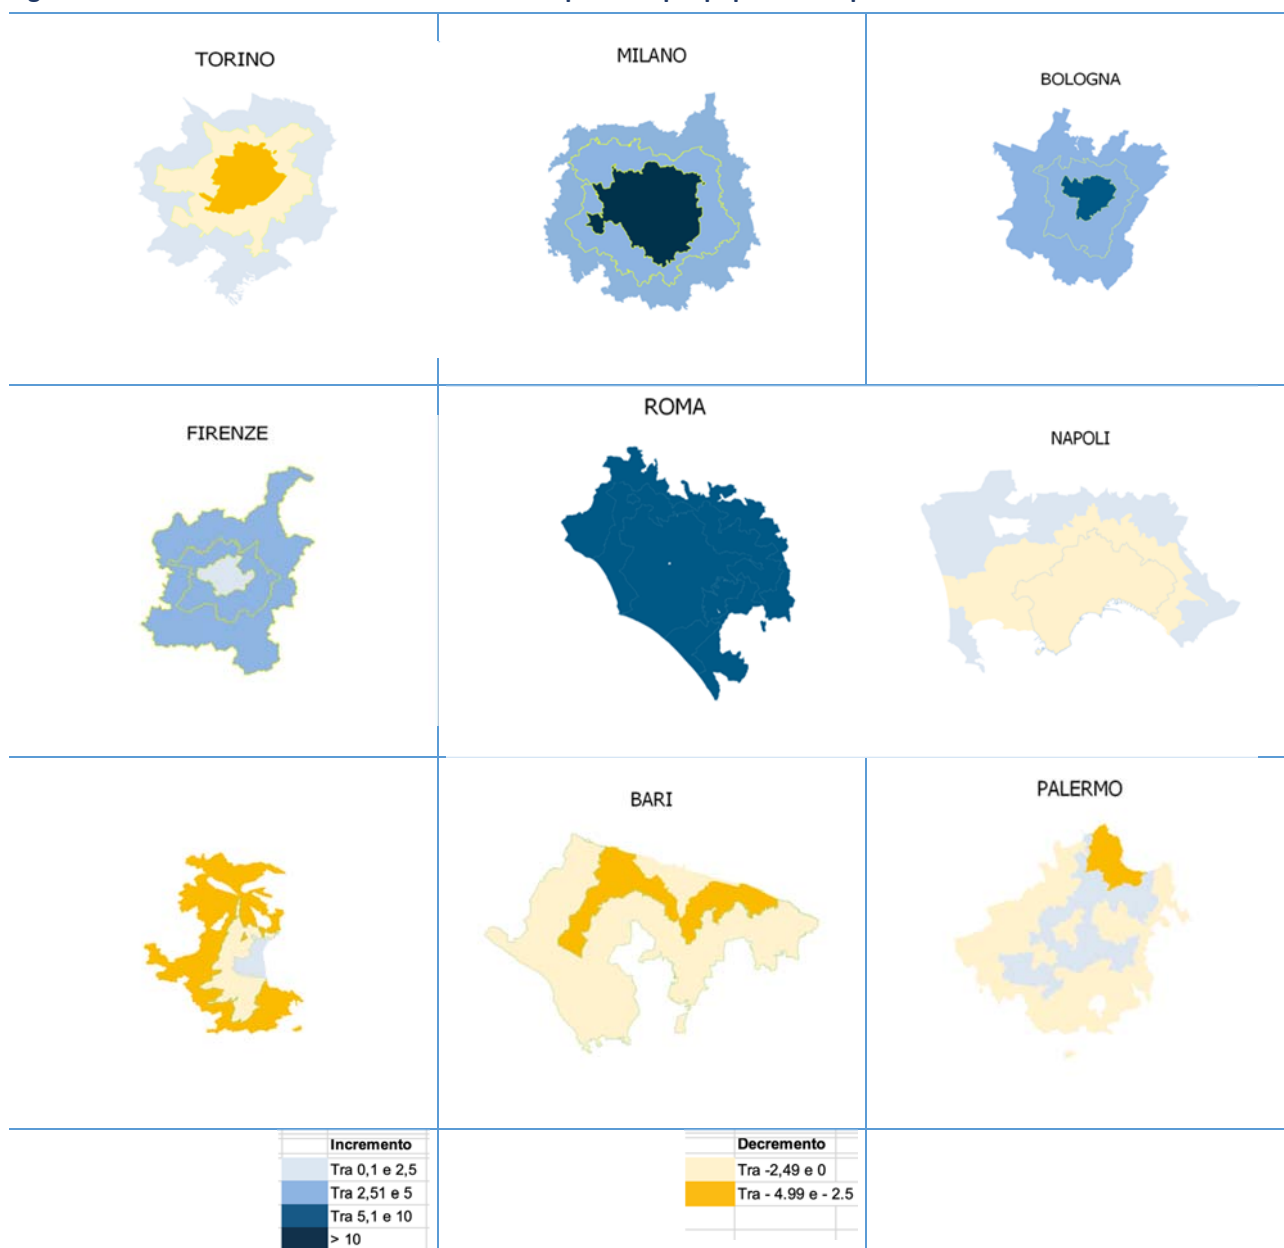 TORINO
MILANO
BOLOGNA
FIRENZE
ROMA
NAPOLI
BARI
PALERMO
Incremento
Tra 0,1 e 2,5
Tra 2,51 e 5
Tra 5,1 e 10
> 10
Decremento
Tra -2,49 e 0
Tra - 4.99 e - 2.5